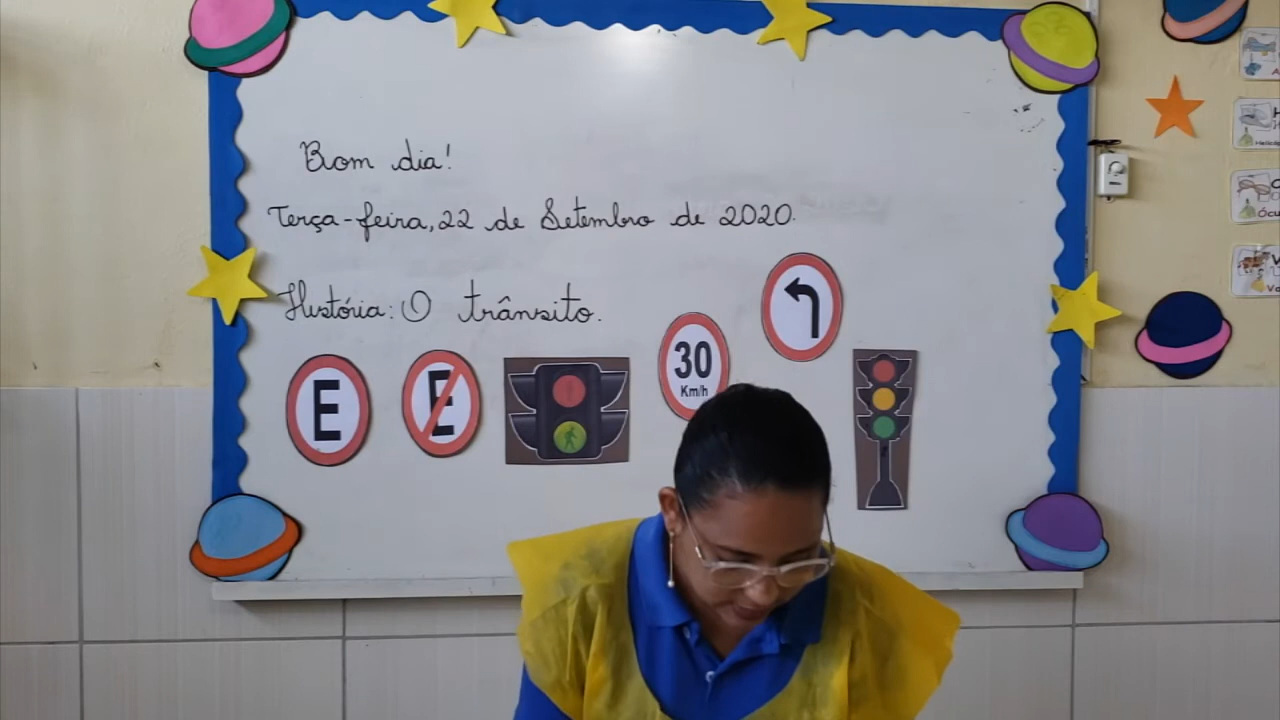 Bom dia!
Terça-feira, 22 de Setembro de 2020.
História: O trânsito.
E
E
30
Km/h